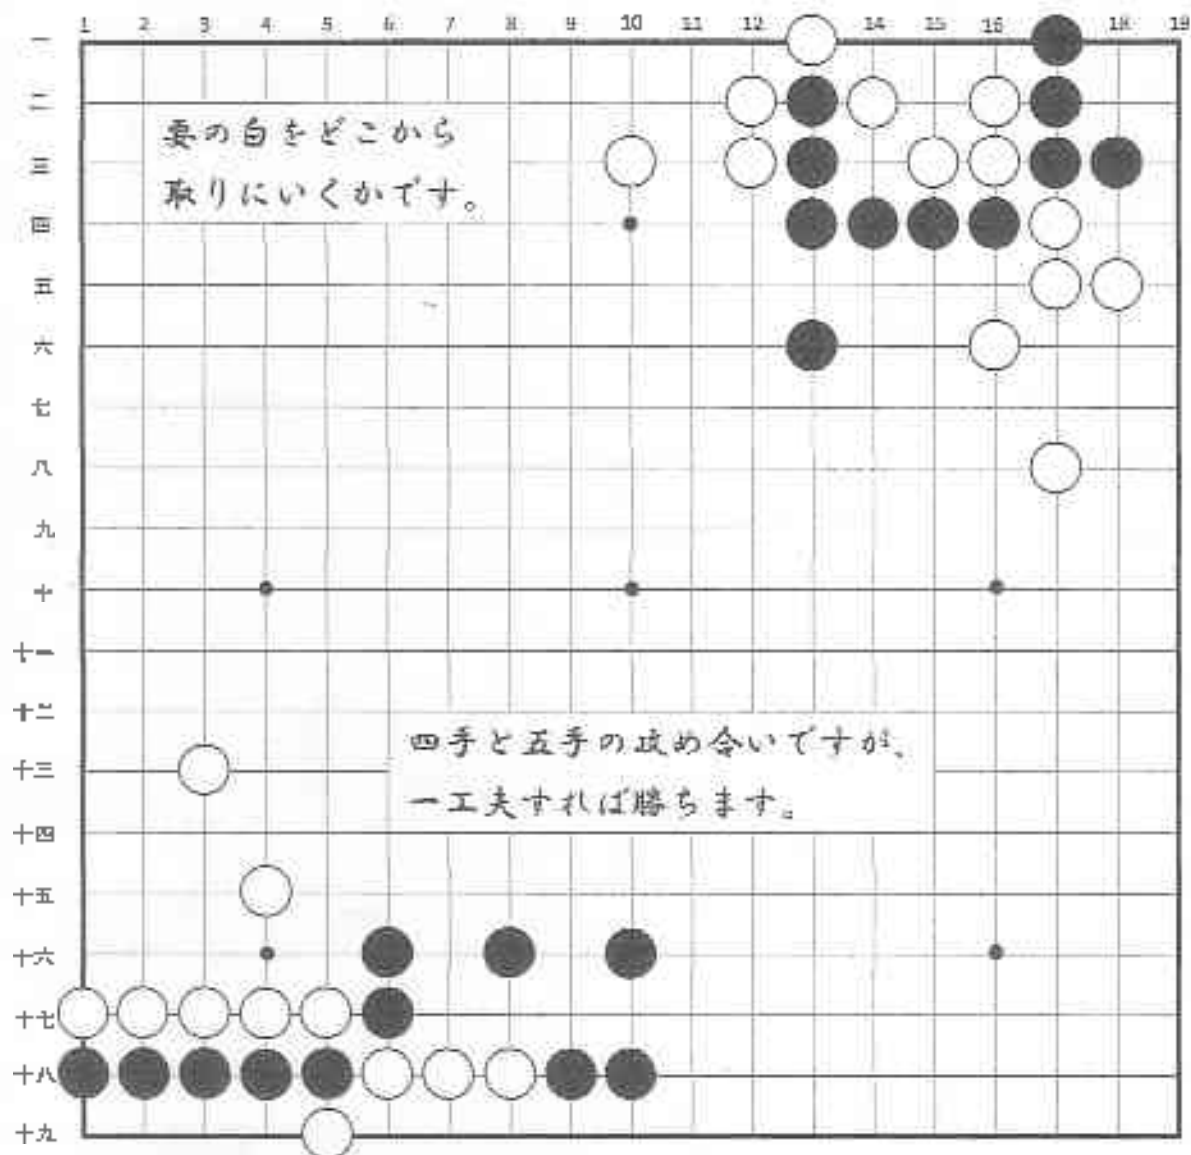 1 2 3 4 5 6 7 8 9 10 11 12 13 14 15 16 17 18 19
一
二
要の白をどこから
三
取りにいくかです。
四
五
六
七
八
九
十
十一
十二
四手と五手の攻め合いですが、
十三
一工夫すれば勝ちます。
十四
十五
十六
十七
十八
十九